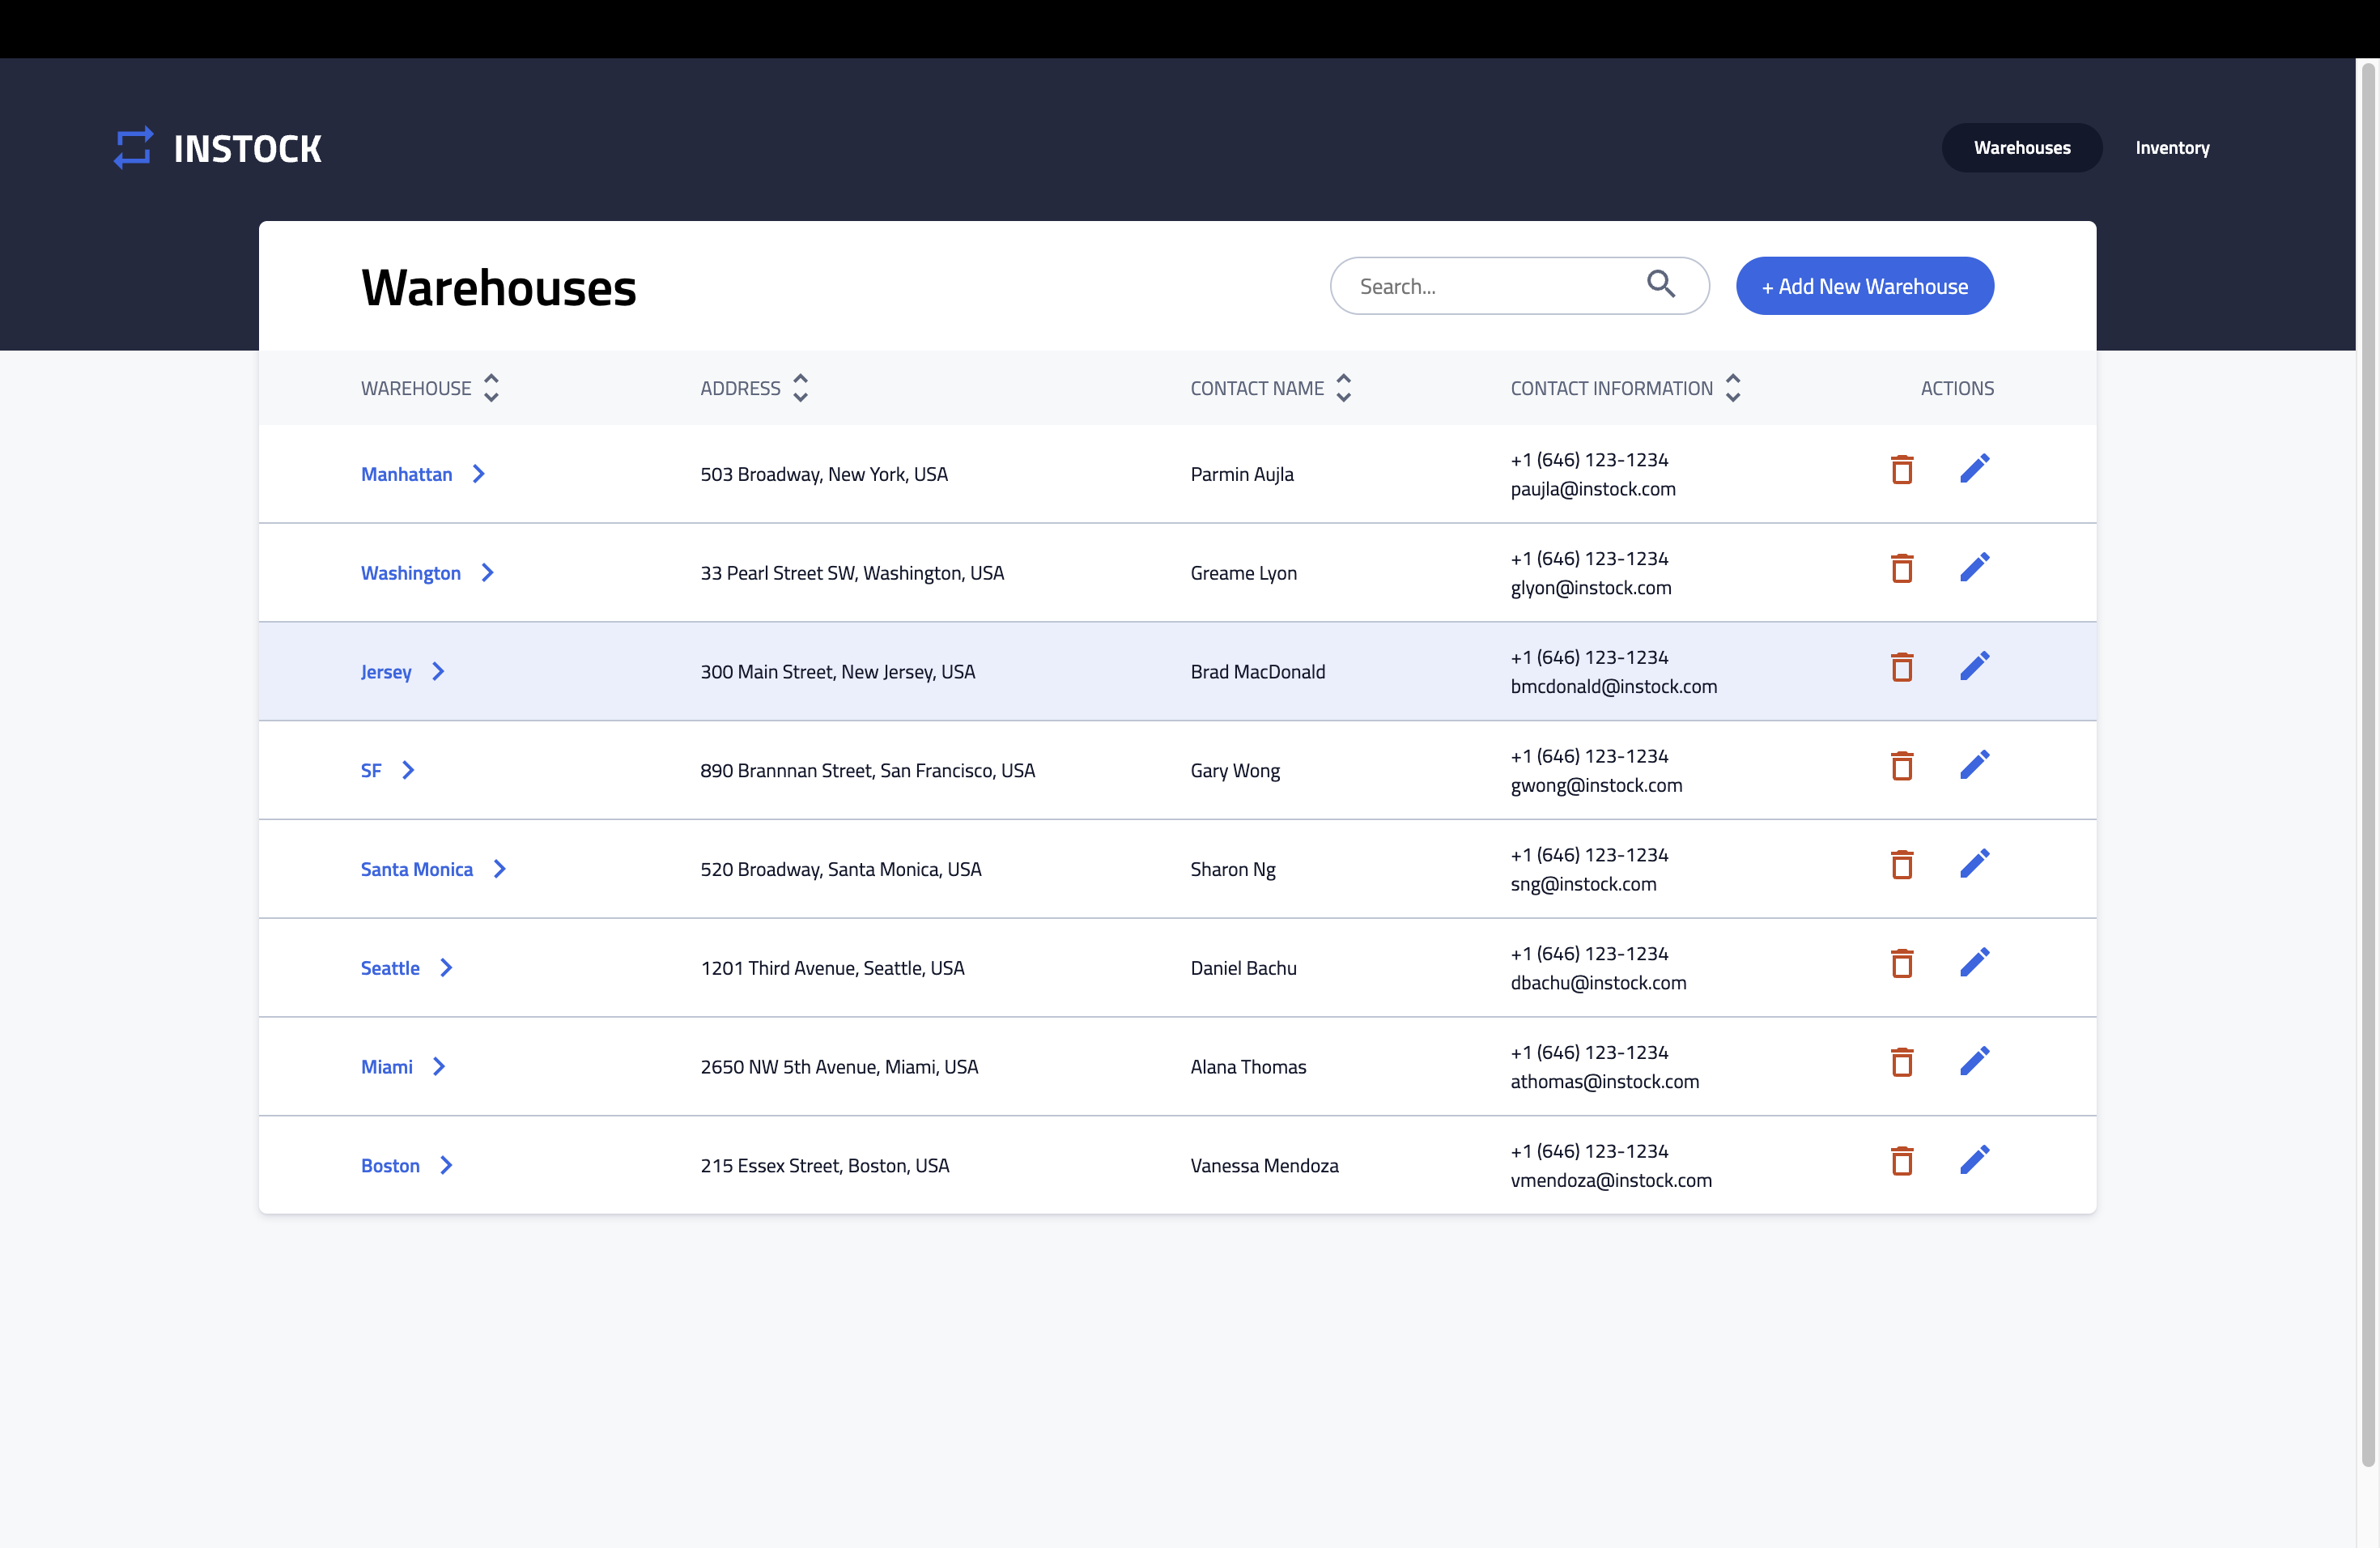 INSTOCK
Warehouses Inventory
Warehouses
Search...
+ Add New Warehouse
WAREHOUSE ADDRESS CONTACT NAME CONTACT INFORMATION ACTIONS
Manhattan 503 Broadway, New York, USA Parmin Aujla +1 (646) 123-1234
paujla@instock.com
Washington 33 Pearl Street SW, Washington, USA Greame Lyon +1 (646) 123-1234
glyon@instock.com
Jersey 300 Main Street, New Jersey, USA Brad MacDonald +1 (646) 123-1234
bmcdonald@instock.com
SF 890 Brannnan Street, San Francisco, USA Gary Wong +1 (646) 123-1234
gwong@instock.com
Santa Monica 520 Broadway, Santa Monica, USA Sharon Ng +1 (646) 123-1234
sng@instock.com
Seattle 1201 Third Avenue, Seattle, USA Daniel Bachu +1 (646) 123-1234
dbachu@instock.com
Miami 2650 NW 5th Avenue, Miami, USA Alana Thomas +1 (646) 123-1234
athomas@instock.com
Boston 215 Essex Street, Boston, USA Vanessa Mendoza +1 (646) 123-1234
vmendoza@instock.com